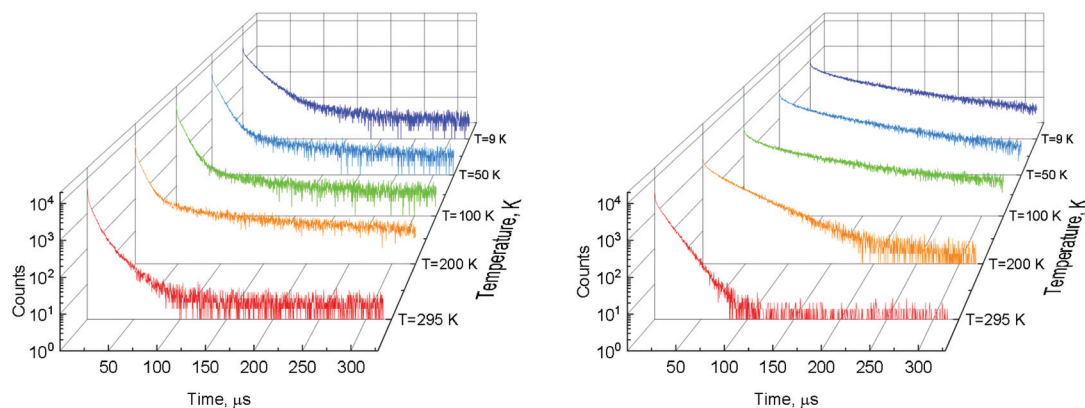 10⁴
10³
10²
10¹
10⁰
Counts
50 100 150 200 250 300
Time, μs
T=9 K
T=50 K
T=100 K
T=200 K
T=295 K
Temperature, K
10⁴
10³
10²
10¹
10⁰
Counts
50 100 150 200 250 300
Time, μs
T=9 K
T=50 K
T=100 K
T=200 K
T=295 K
Temperature, K